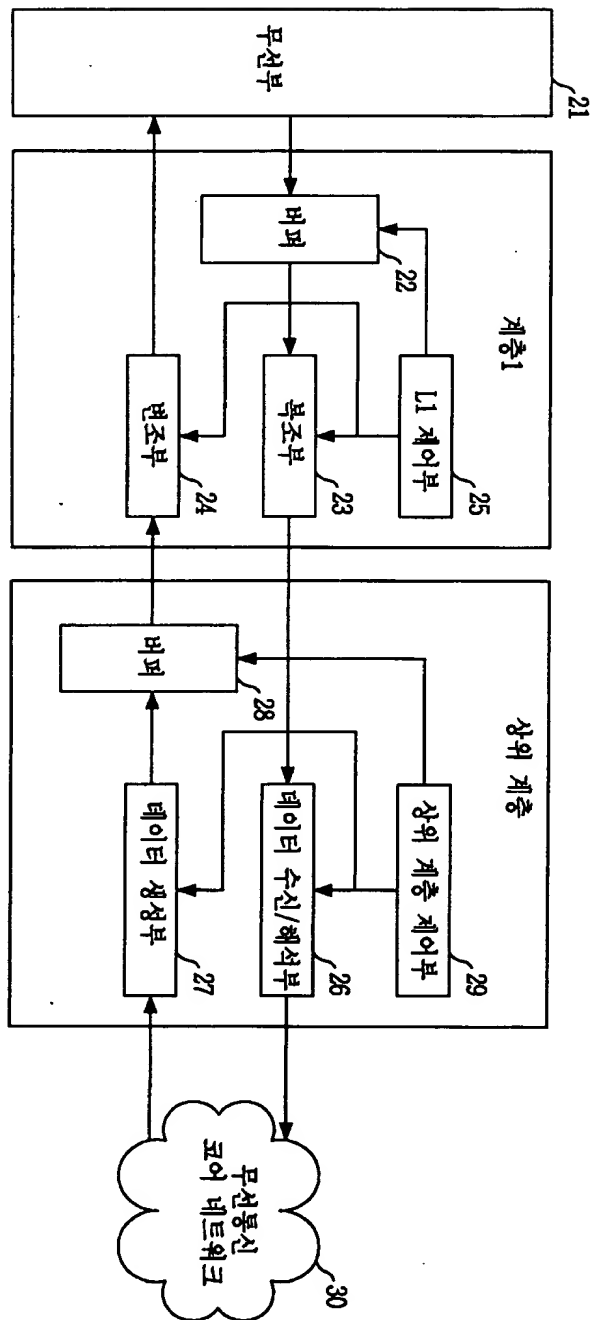 무선부
21
계층1
버퍼
22
복조부
23
변조부
24
L1 제어부
25
상위 계층
버퍼
28
데이터 생성부
27
데이터 수신/해석부
26
상위 계층 제어부
29
무선통신
코어 네트워크
30